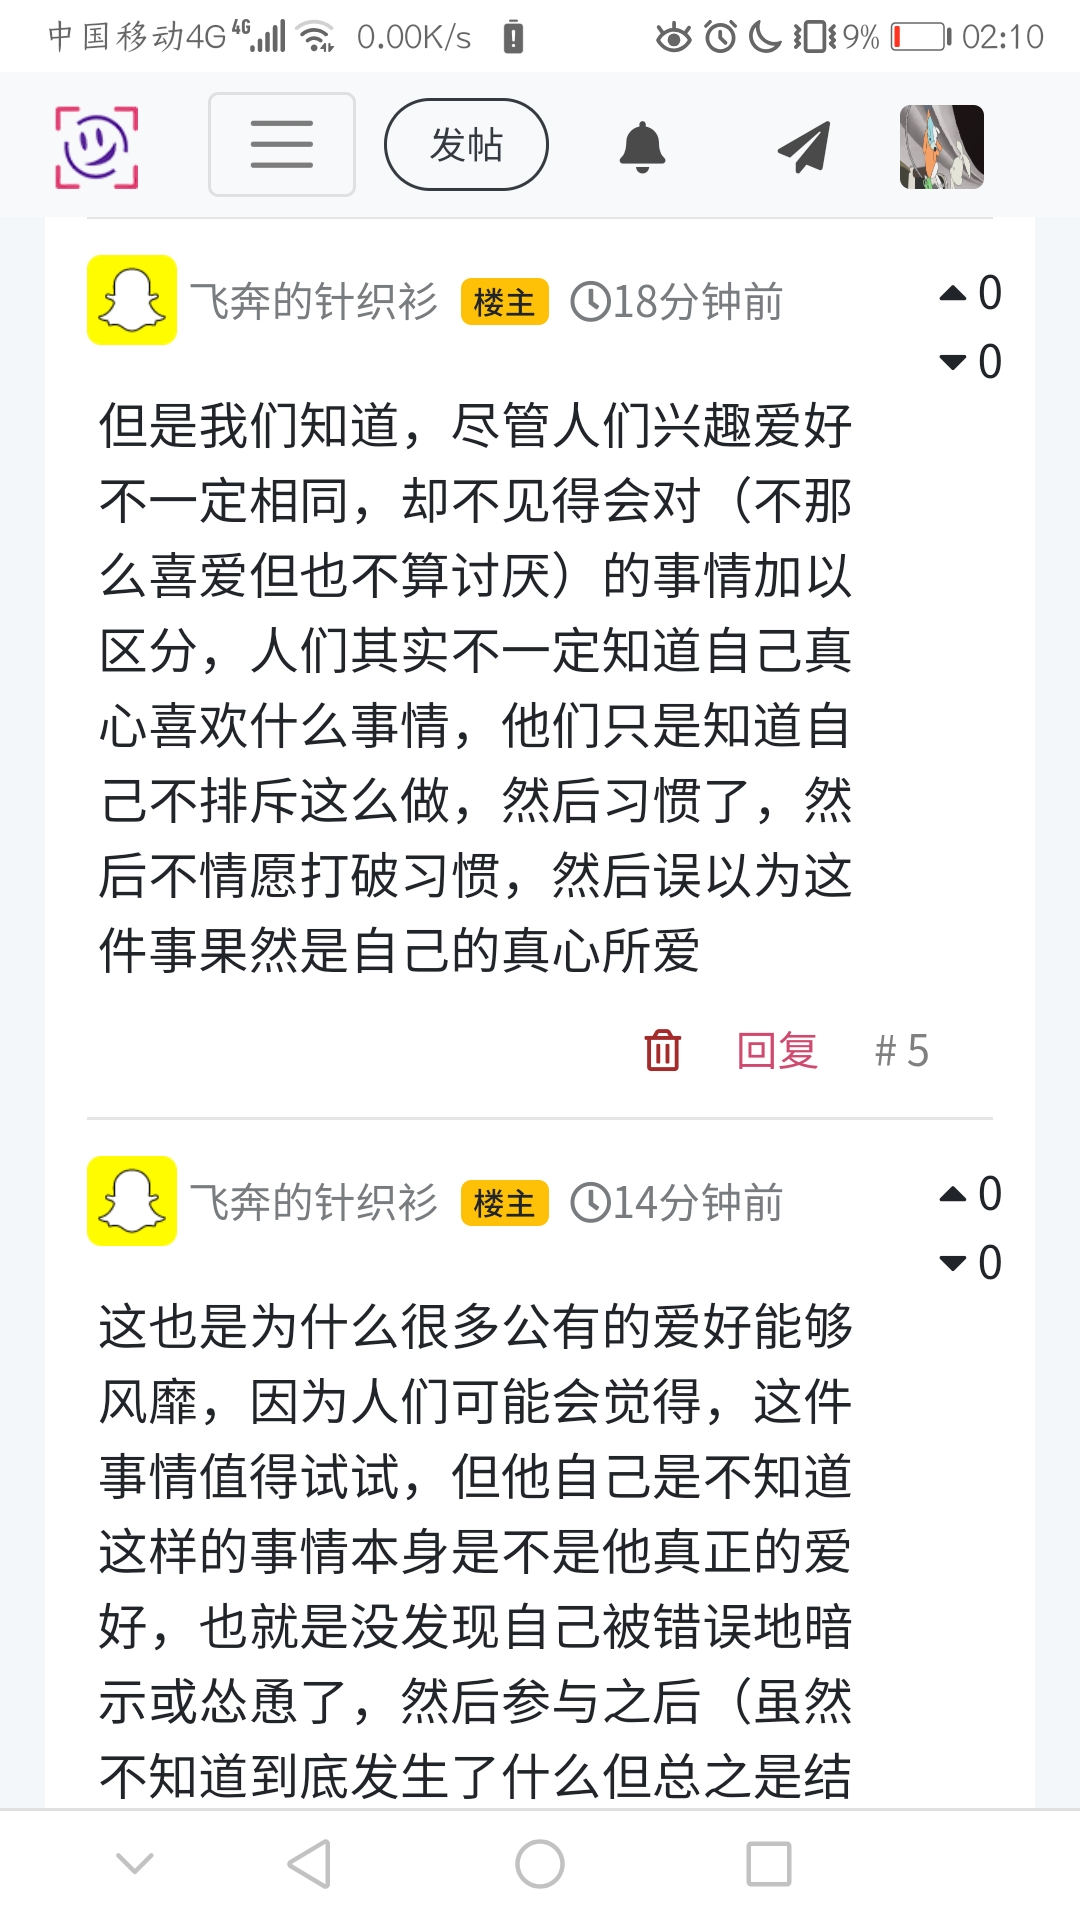 中国移动4G 4G 0.00K/s 9% 02:10
发帖
飞奔的针织衫 楼主 18分钟前 0
0
但是我们知道，尽管人们兴趣爱好
不一定相同，却不见得会对（不那
么喜爱但也不算讨厌）的事情加以
区分，人们其实不一定知道自己真
心喜欢什么事情，他们只是知道自
己不排斥这么做，然后习惯了，然
后不情愿打破习惯，然后误以为这
件事果然是自己的真心所爱
回复 # 5
飞奔的针织衫 楼主 14分钟前 0
0
这也是为什么很多公有的爱好能够
风靡，因为人们可能会觉得，这件
事情值得试试，但他自己是不知道
这样的事情本身是不是他真正的爱
好，也就是没发现自己被错误地暗
示或怂恿了，然后参与之后（虽然
不知道到底发生了什么但总之是结